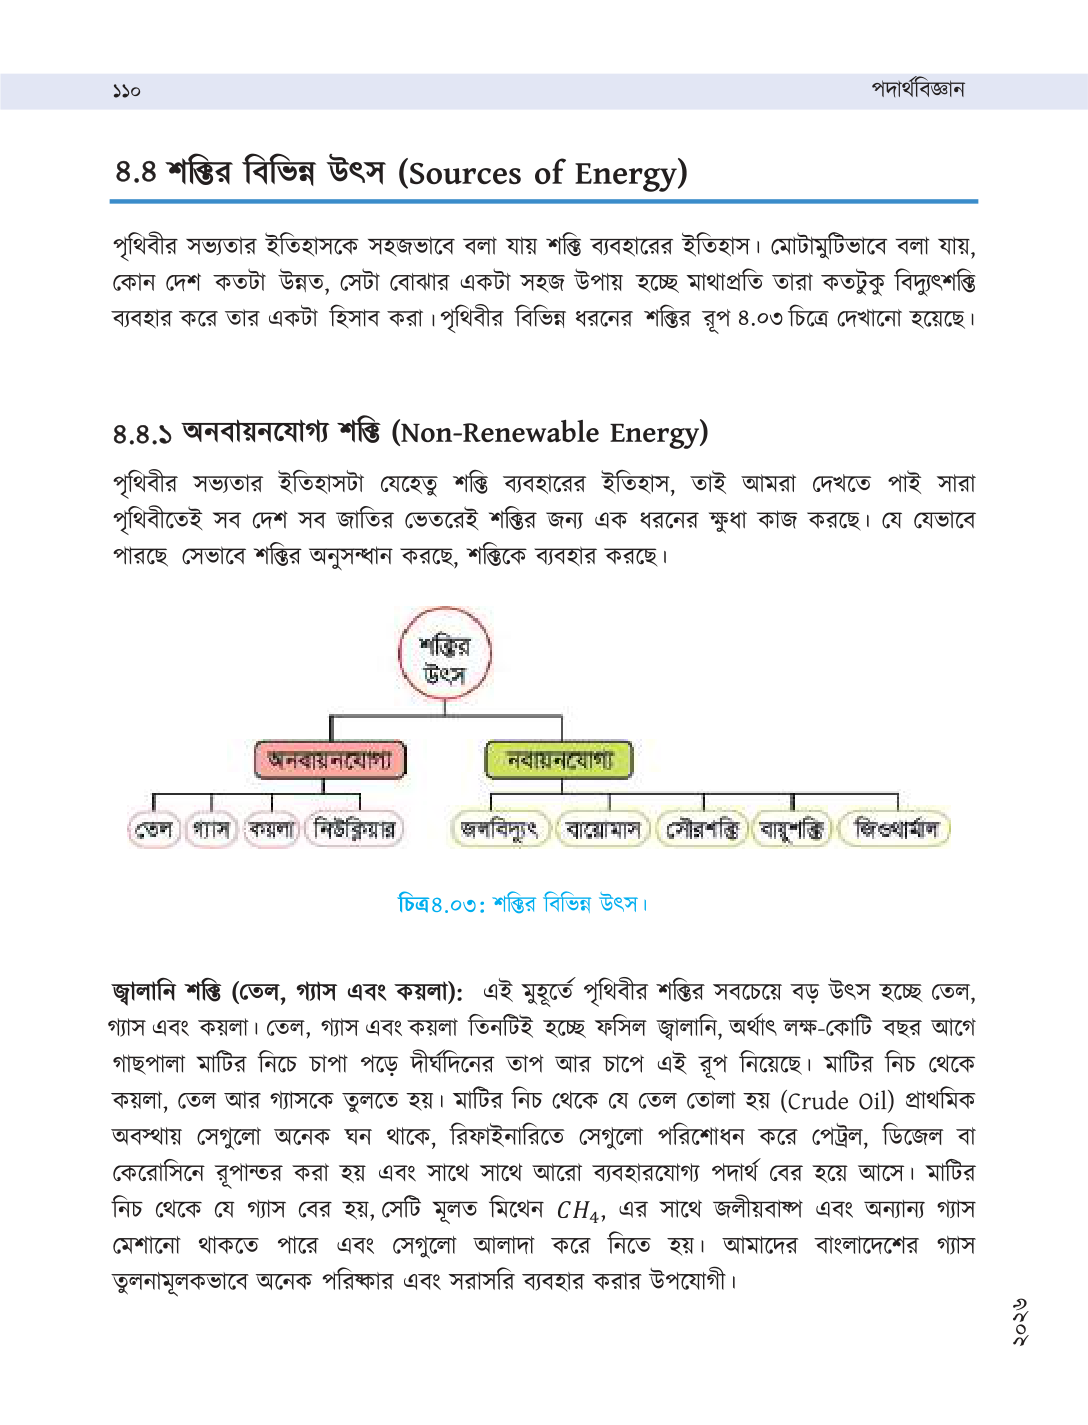 ১১০
পদার্থবিজ্ঞান
৪.৪ শক্তির বিভিন্ন উৎস (Sources of Energy)
পৃথিবীর সভ্যতার ইতিহাসকে সহজভাবে বলা যায় শক্তি ব্যবহারের ইতিহাস। মোটামুটিভাবে বলা যায়,
কোন দেশ কতটা উন্নত, সেটা বোঝার একটা সহজ উপায় হচ্ছে মাথাপ্রতি তারা কতটুকু বিদ্যুৎশক্তি
ব্যবহার করে তার একটা হিসাব করা। পৃথিবীর বিভিন্ন ধরনের শক্তির রূপ ৪.০৩ চিত্রে দেখানো হয়েছে।
৪.৪.১ অনবায়নযোগ্য শক্তি (Non-Renewable Energy)
পৃথিবীর সভ্যতার ইতিহাসটা যেহেতু শক্তি ব্যবহারের ইতিহাস, তাই আমরা দেখতে পাই সারা
পৃথিবীতেই সব দেশ সব জাতির ভেতরেই শক্তির জন্য এক ধরনের ক্ষুধা কাজ করছে। যে যেভাবে
পারছে সেভাবে শক্তির অনুসন্ধান করছে, শক্তিকে ব্যবহার করছে।
শক্তির
উৎস
অনবায়নযোগ্য নবায়নযোগ্য
তেল গ্যাস কয়লা নিউক্লিয়ার জলবিদ্যুৎ বায়োমাস সৌরশক্তি বায়ুশক্তি জিওথার্মাল
চিত্র ৪.০৩: শক্তির বিভিন্ন উৎস।
জ্বালানি শক্তি (তেল, গ্যাস এবং কয়লা): এই মুহূর্তে পৃথিবীর শক্তির সবচেয়ে বড় উৎস হচ্ছে তেল,
গ্যাস এবং কয়লা। তেল, গ্যাস এবং কয়লা তিনটিই হচ্ছে ফসিল জ্বালানি, অর্থাৎ লক্ষ-কোটি বছর আগে
গাছপালা মাটির নিচে চাপা পড়ে দীর্ঘদিনের তাপ আর চাপে এই রূপ নিয়েছে। মাটির নিচ থেকে
কয়লা, তেল আর গ্যাসকে তুলতে হয়। মাটির নিচ থেকে যে তেল তোলা হয় (Crude Oil) প্রাথমিক
অবস্থায় সেগুলো অনেক ঘন থাকে, রিফাইনারিতে সেগুলো পরিশোধন করে পেট্রল, ডিজেল বা
কেরোসিনে রূপান্তর করা হয় এবং সাথে সাথে আরো ব্যবহারযোগ্য পদার্থ বের হয়ে আসে। মাটির
নিচ থেকে যে গ্যাস বের হয়, সেটি মূলত মিথেন CH₄, এর সাথে জলীয়বাষ্প এবং অন্যান্য গ্যাস
মেশানো থাকতে পারে এবং সেগুলো আলাদা করে নিতে হয়। আমাদের বাংলাদেশের গ্যাস
তুলনামূলকভাবে অনেক পরিষ্কার এবং সরাসরি ব্যবহার করার উপযোগী।
২০২৬